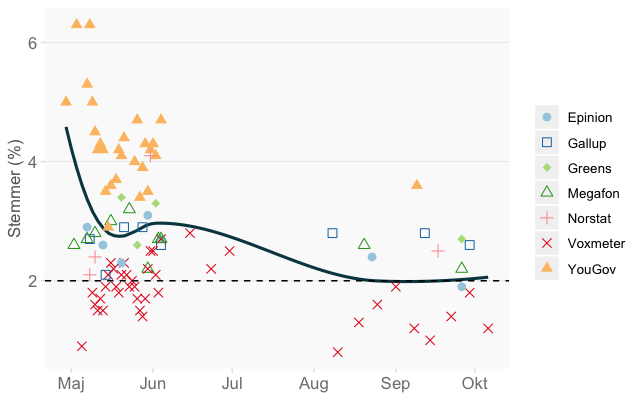 Stemmer (%)
6
4
2
Maj Jun Jul Aug Sep Okt
Epinion
Gallup
Greens
Megafon
Norstat
Voxmeter
YouGov